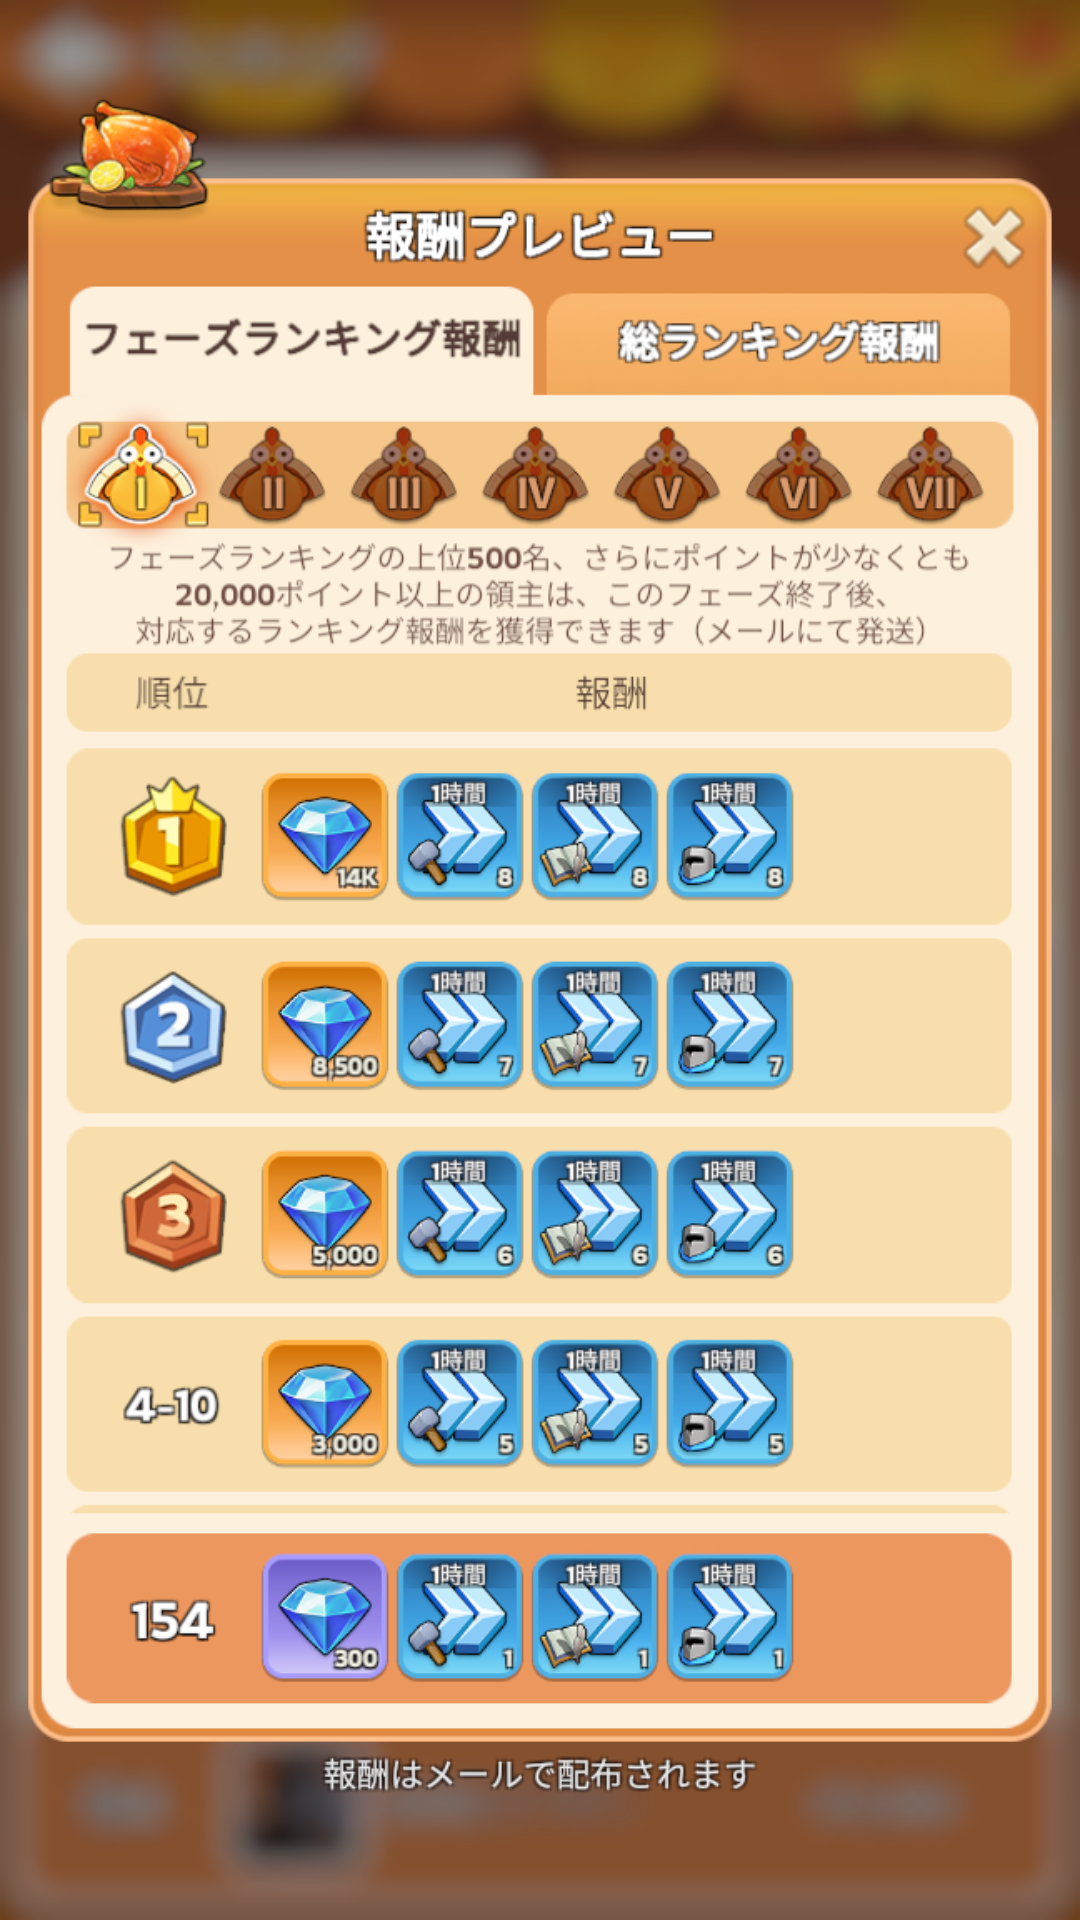 報酬プレビュー
フェーズランキング報酬
総ランキング報酬
I II III IV V VI VII
フェーズランキングの上位500名、さらにポイントが少なくとも
20,000ポイント以上の領主は、このフェーズ終了後、
対応するランキング報酬を獲得できます（メールにて発送）
順位 報酬
1時間 1時間 1時間
1
14K 8 8 8
1時間 1時間 1時間
2
8,500 7 7 7
1時間 1時間 1時間
3
5,000 6 6 6
1時間 1時間 1時間
4-10
3,000 5 5 5
1時間 1時間 1時間
154
300 1 1 1
報酬はメールで配布されます